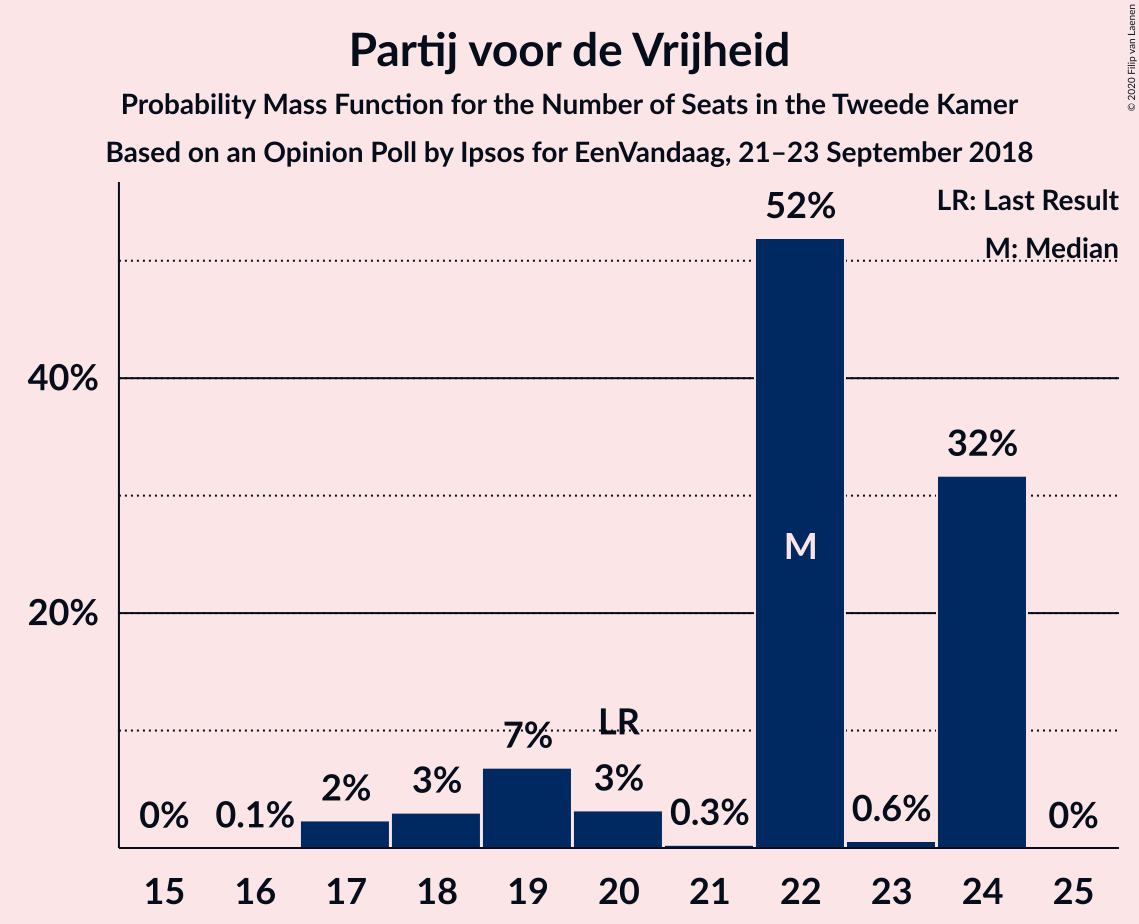 Partij voor de Vrijheid
Probability Mass Function for the Number of Seats in the Tweede Kamer
Based on an Opinion Poll by Ipsos for EenVandaag, 21–23 September 2018
© 2020 Filip van Laenen
LR: Last Result
M: Median
52%
40%
32%
M
20%
LR
7%
3%
3%
2%
0.6%
0.3%
0%
0.1%
0%
15 16 17 18 19 20 21 22 23 24 25